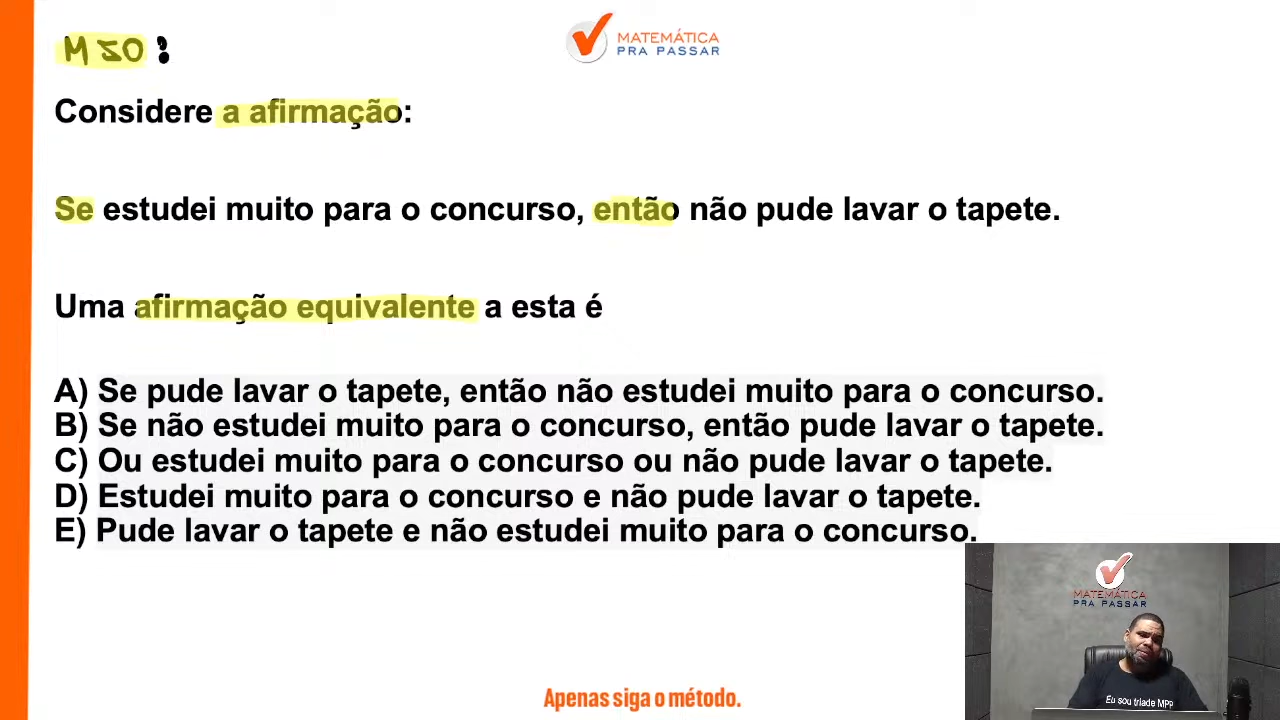 M50:
MATEMÁTICA
PRA PASSAR
Considere a afirmação:
Se estudei muito para o concurso, então não pude lavar o tapete.
Uma afirmação equivalente a esta é
A) Se pude lavar o tapete, então não estudei muito para o concurso.
B) Se não estudei muito para o concurso, então pude lavar o tapete.
C) Ou estudei muito para o concurso ou não pude lavar o tapete.
D) Estudei muito para o concurso e não pude lavar o tapete.
E) Pude lavar o tapete e não estudei muito para o concurso.
MATEMÁTICA
PRA PASSAR
Eu sou tríade MPP
Apenas siga o método.